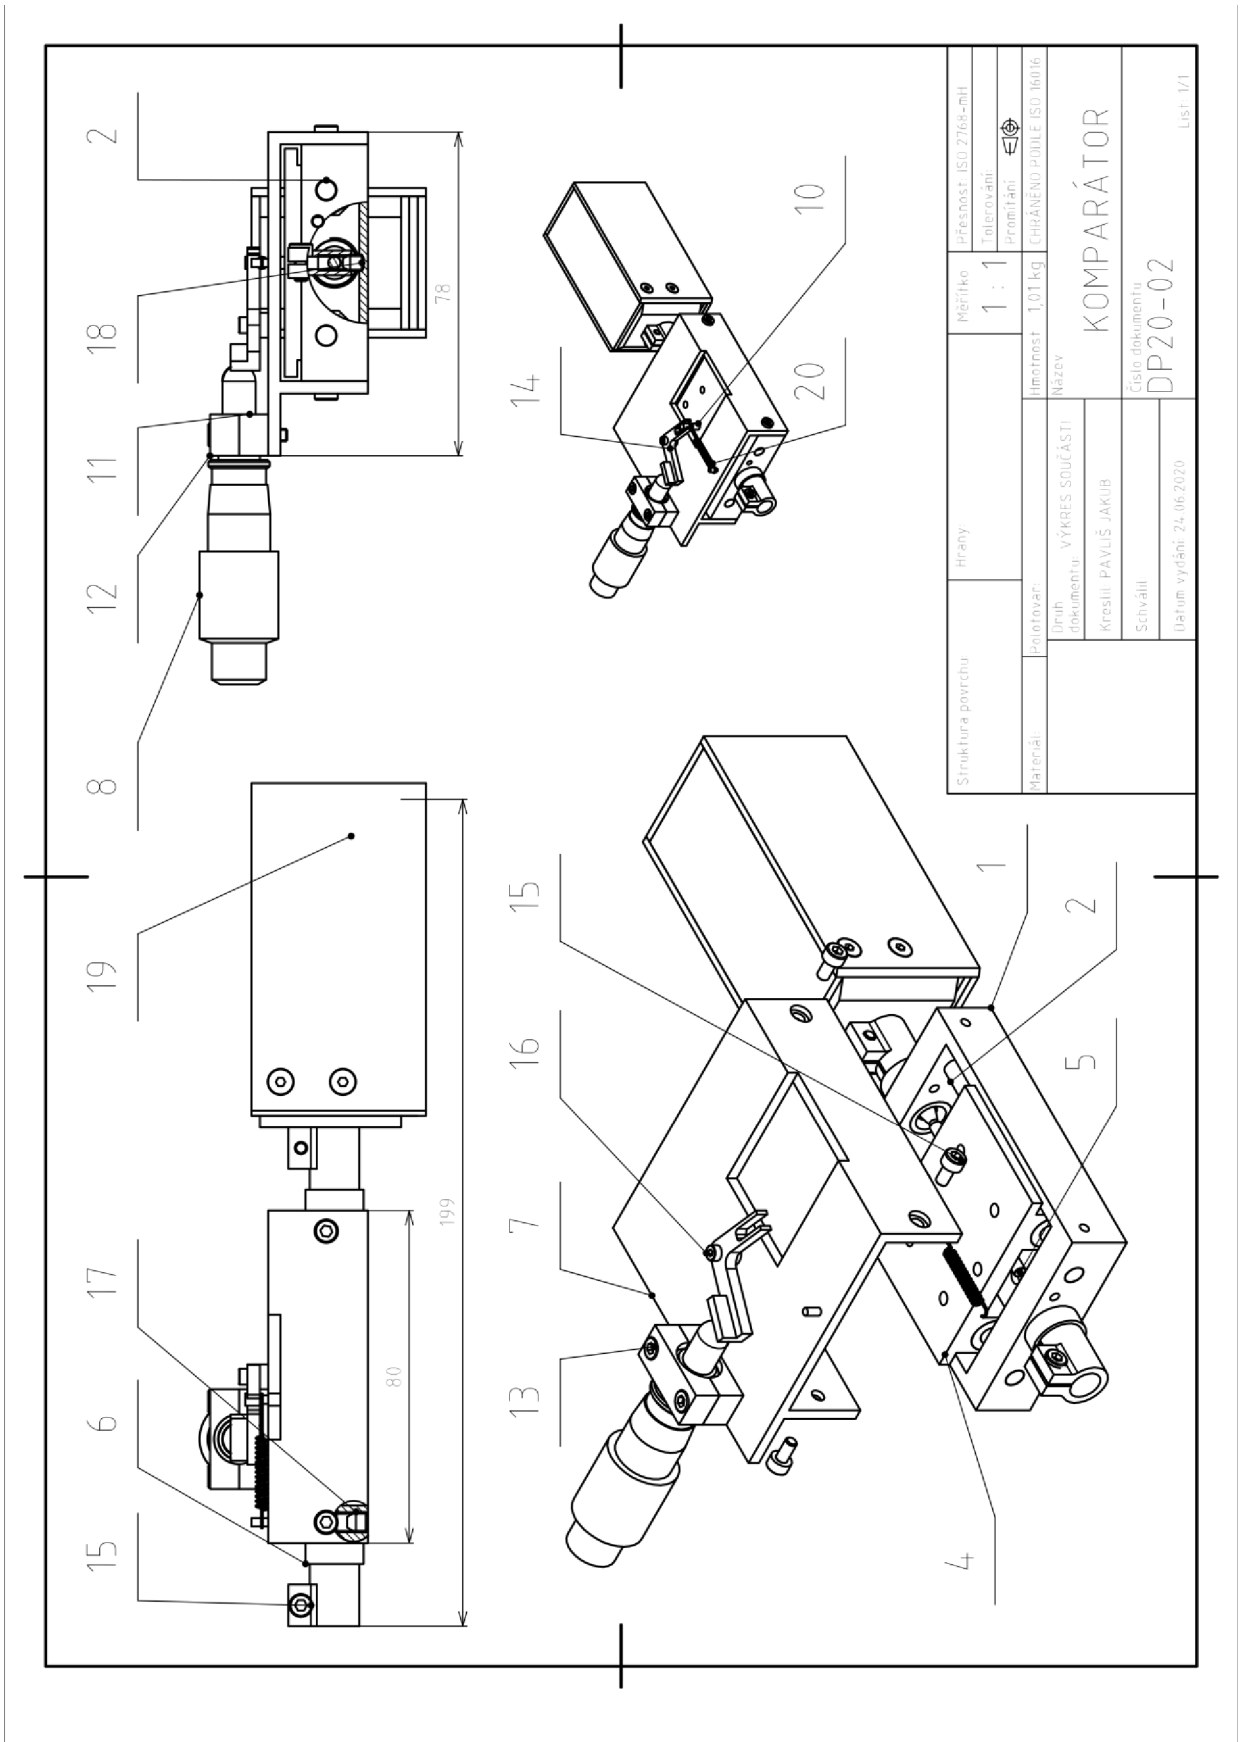 19
8
12
11
18
2
15
6
17
199
80
78
13
7
16
15
14
20
10
4
5
2
1
Struktura povrchu
Hrany
Měřítko
1 : 1
Přesnost ISO 2768-mH
Tolerování
Promítání
Materiál:
Polotovar:
Hmotnost 1,01 kg
CHRÁNĚNO PODLE ISO 16016
Druh
dokumentu: VÝKRES SOUČÁSTI
Název
KOMPARÁTOR
Kreslil PAVLIŠ JAKUB
Schválil
Číslo dokumentu
DP20-02
Datum vydání 24.06.2020
List 1/1